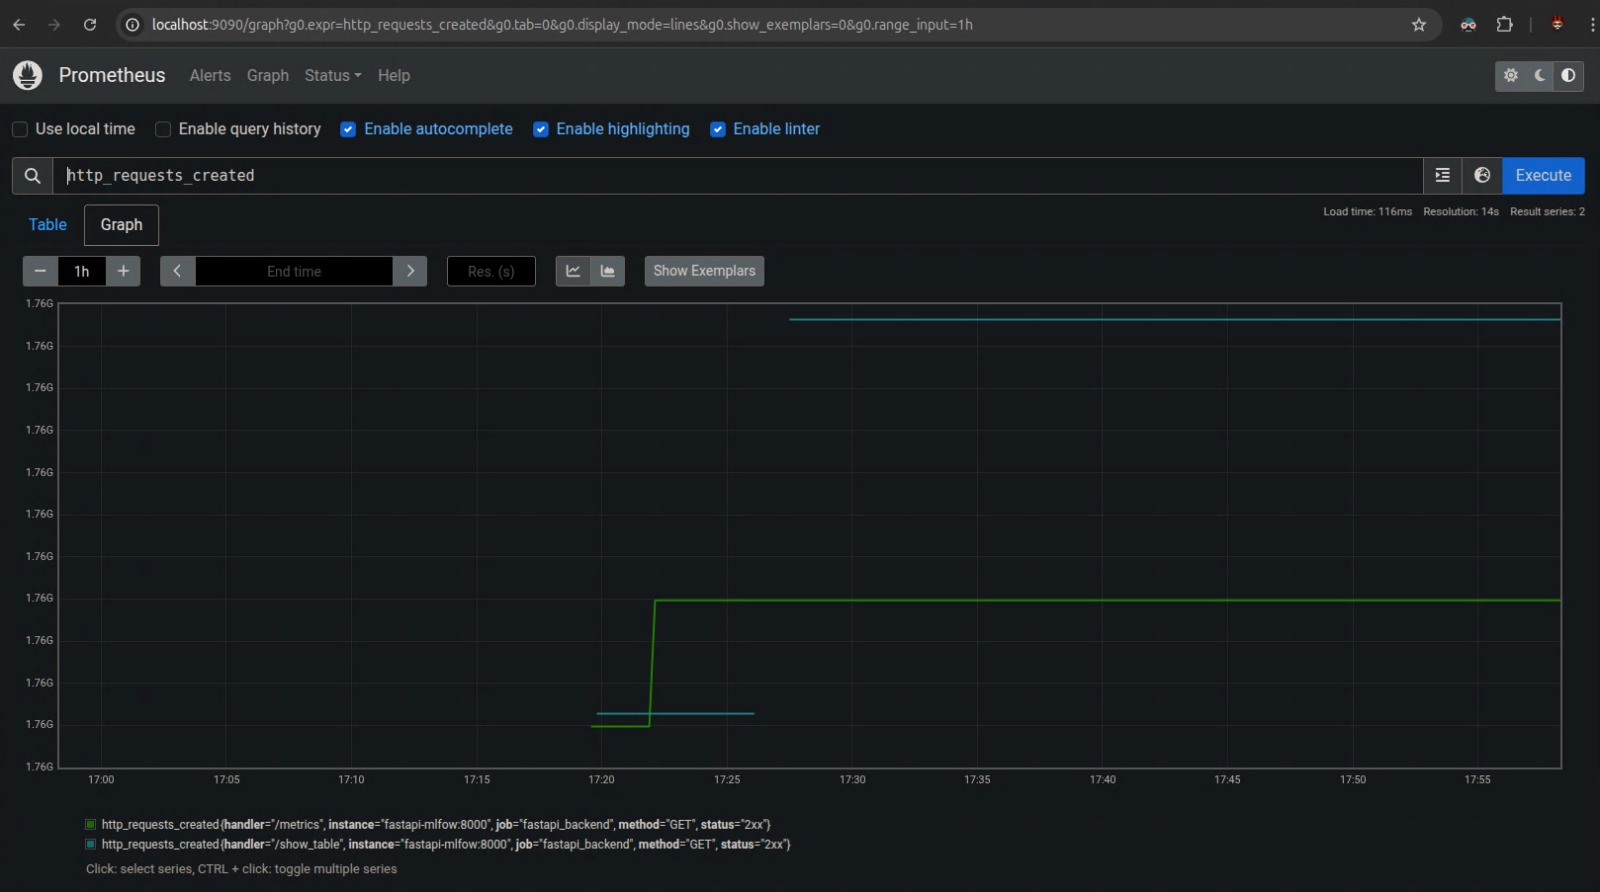 localhost:9090/graph?g0.expr=http_requests_created&g0.tab=0&g0.display_mode=lines&g0.show_exemplars=0&g0.range_input=1h
Prometheus Alerts Graph Status Help
Use local time Enable query history Enable autocomplete Enable highlighting Enable linter
http_requests_created Execute
Load time: 116ms Resolution: 14s Result series: 2
Table Graph
− 1h + End time Res. (s) Show Exemplars
1.76G
1.76G
1.76G
1.76G
1.76G
1.76G
1.76G
1.76G
1.76G
1.76G
1.76G
1.76G
17:00 17:05 17:10 17:15 17:20 17:25 17:30 17:35 17:40 17:45 17:50 17:55
http_requests_created{handler="/metrics", instance="fastapi-mlfow:8000", job="fastapi_backend", method="GET", status="2xx"}
http_requests_created{handler="/show_table", instance="fastapi-mlfow:8000", job="fastapi_backend", method="GET", status="2xx"}
Click: select series, CTRL + click: toggle multiple series